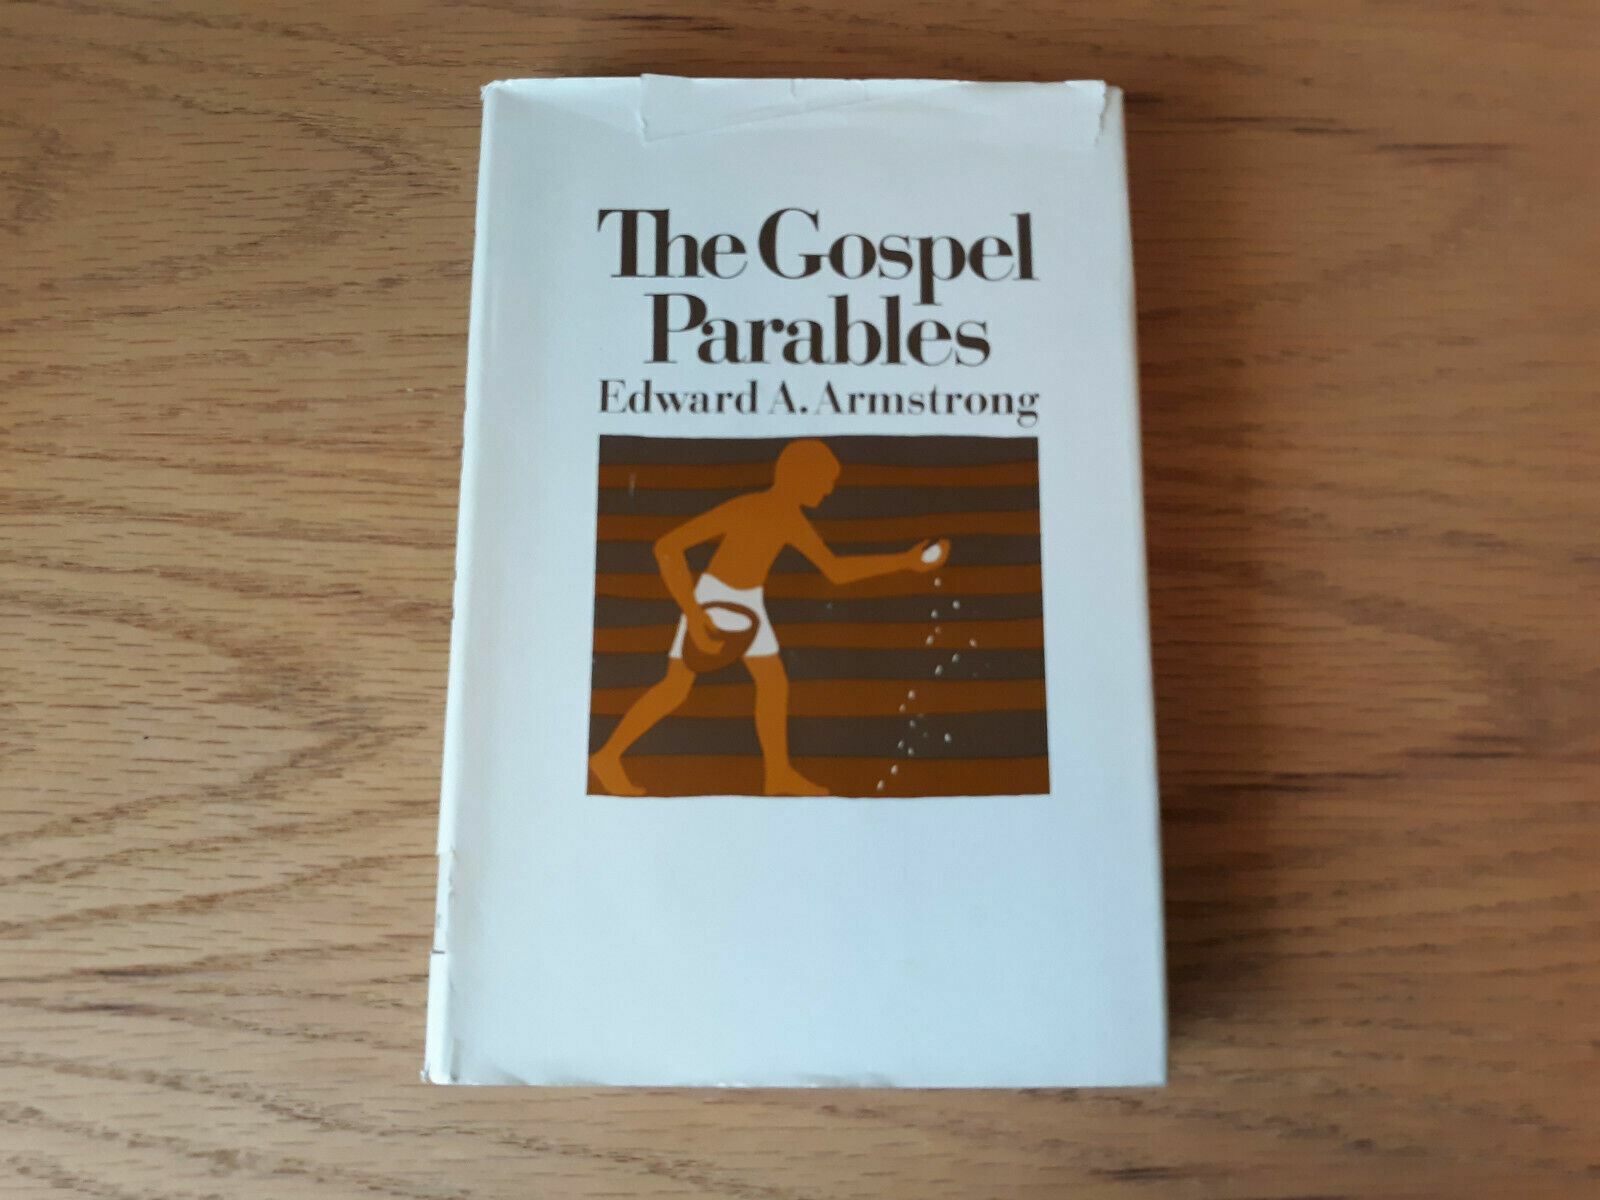 The Gospel
Parables
Edward A. Armstrong